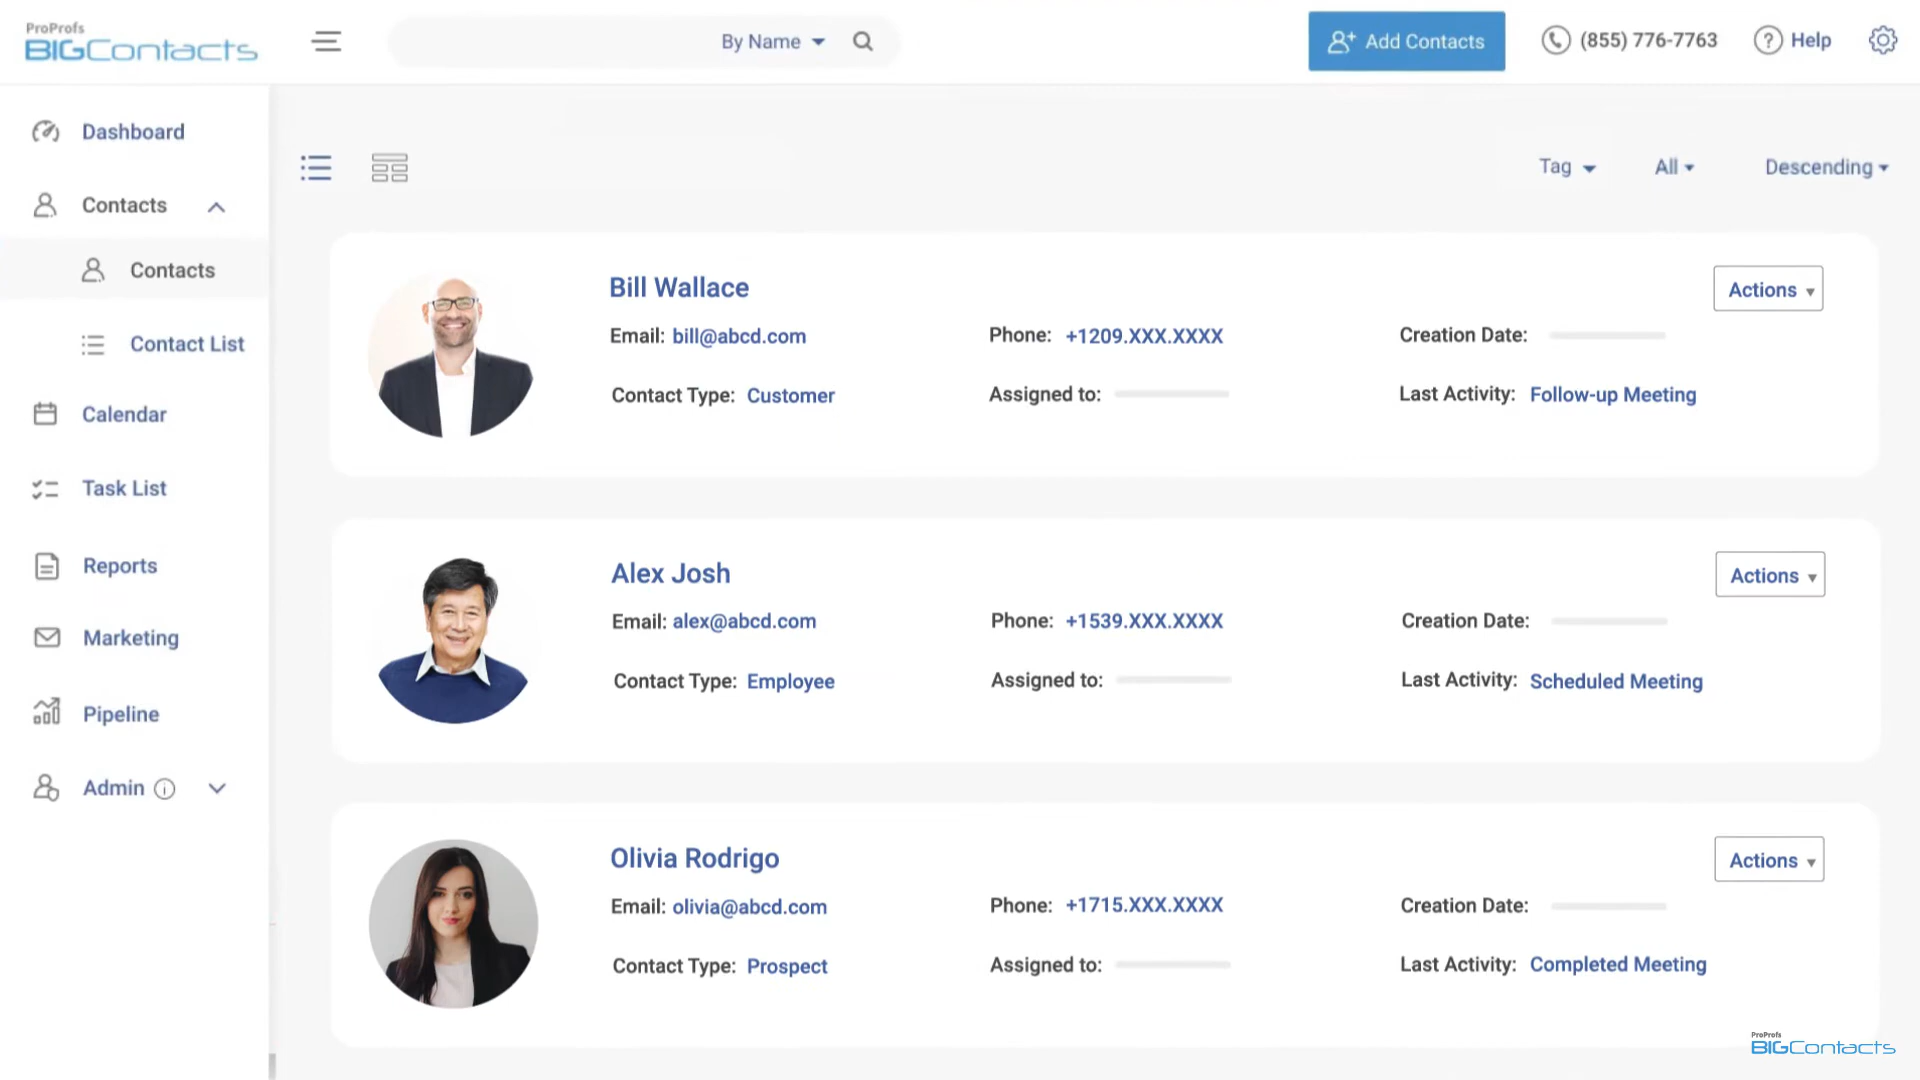 ProProfs
BIGContacts
By Name
Add Contacts
(855) 776-7763
Help
Dashboard
Contacts
Contacts
Contact List
Calendar
Task List
Reports
Marketing
Pipeline
Admin
Tag
All
Descending
Bill Wallace
Actions
Email: bill@abcd.com
Phone: +1209.XXX.XXXX
Creation Date:
Contact Type: Customer
Assigned to:
Last Activity: Follow-up Meeting
Alex Josh
Actions
Email: alex@abcd.com
Phone: +1539.XXX.XXXX
Creation Date:
Contact Type: Employee
Assigned to:
Last Activity: Scheduled Meeting
Olivia Rodrigo
Actions
Email: olivia@abcd.com
Phone: +1715.XXX.XXXX
Creation Date:
Contact Type: Prospect
Assigned to:
Last Activity: Completed Meeting
ProProfs
BIGContacts